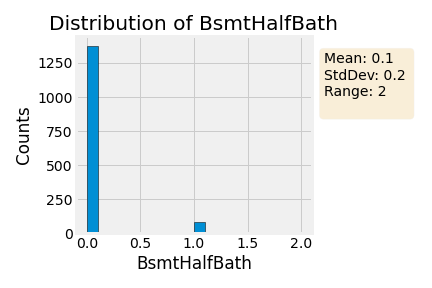 Distribution of BsmtHalfBath
Mean: 0.1
StdDev: 0.2
Range: 2
Counts
1250
1000
750
500
250
0
0.0 0.5 1.0 1.5 2.0
BsmtHalfBath